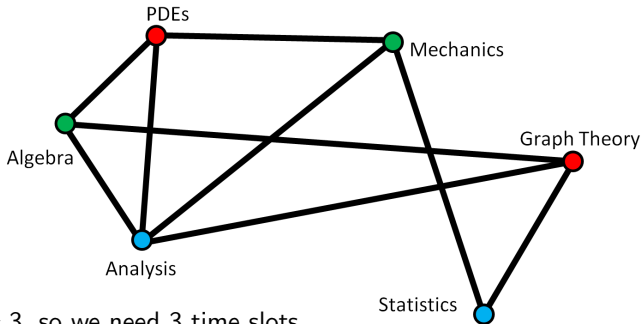 PDEs
Mechanics
Graph Theory
Algebra
Analysis
Statistics
3, so we need 3 time slots